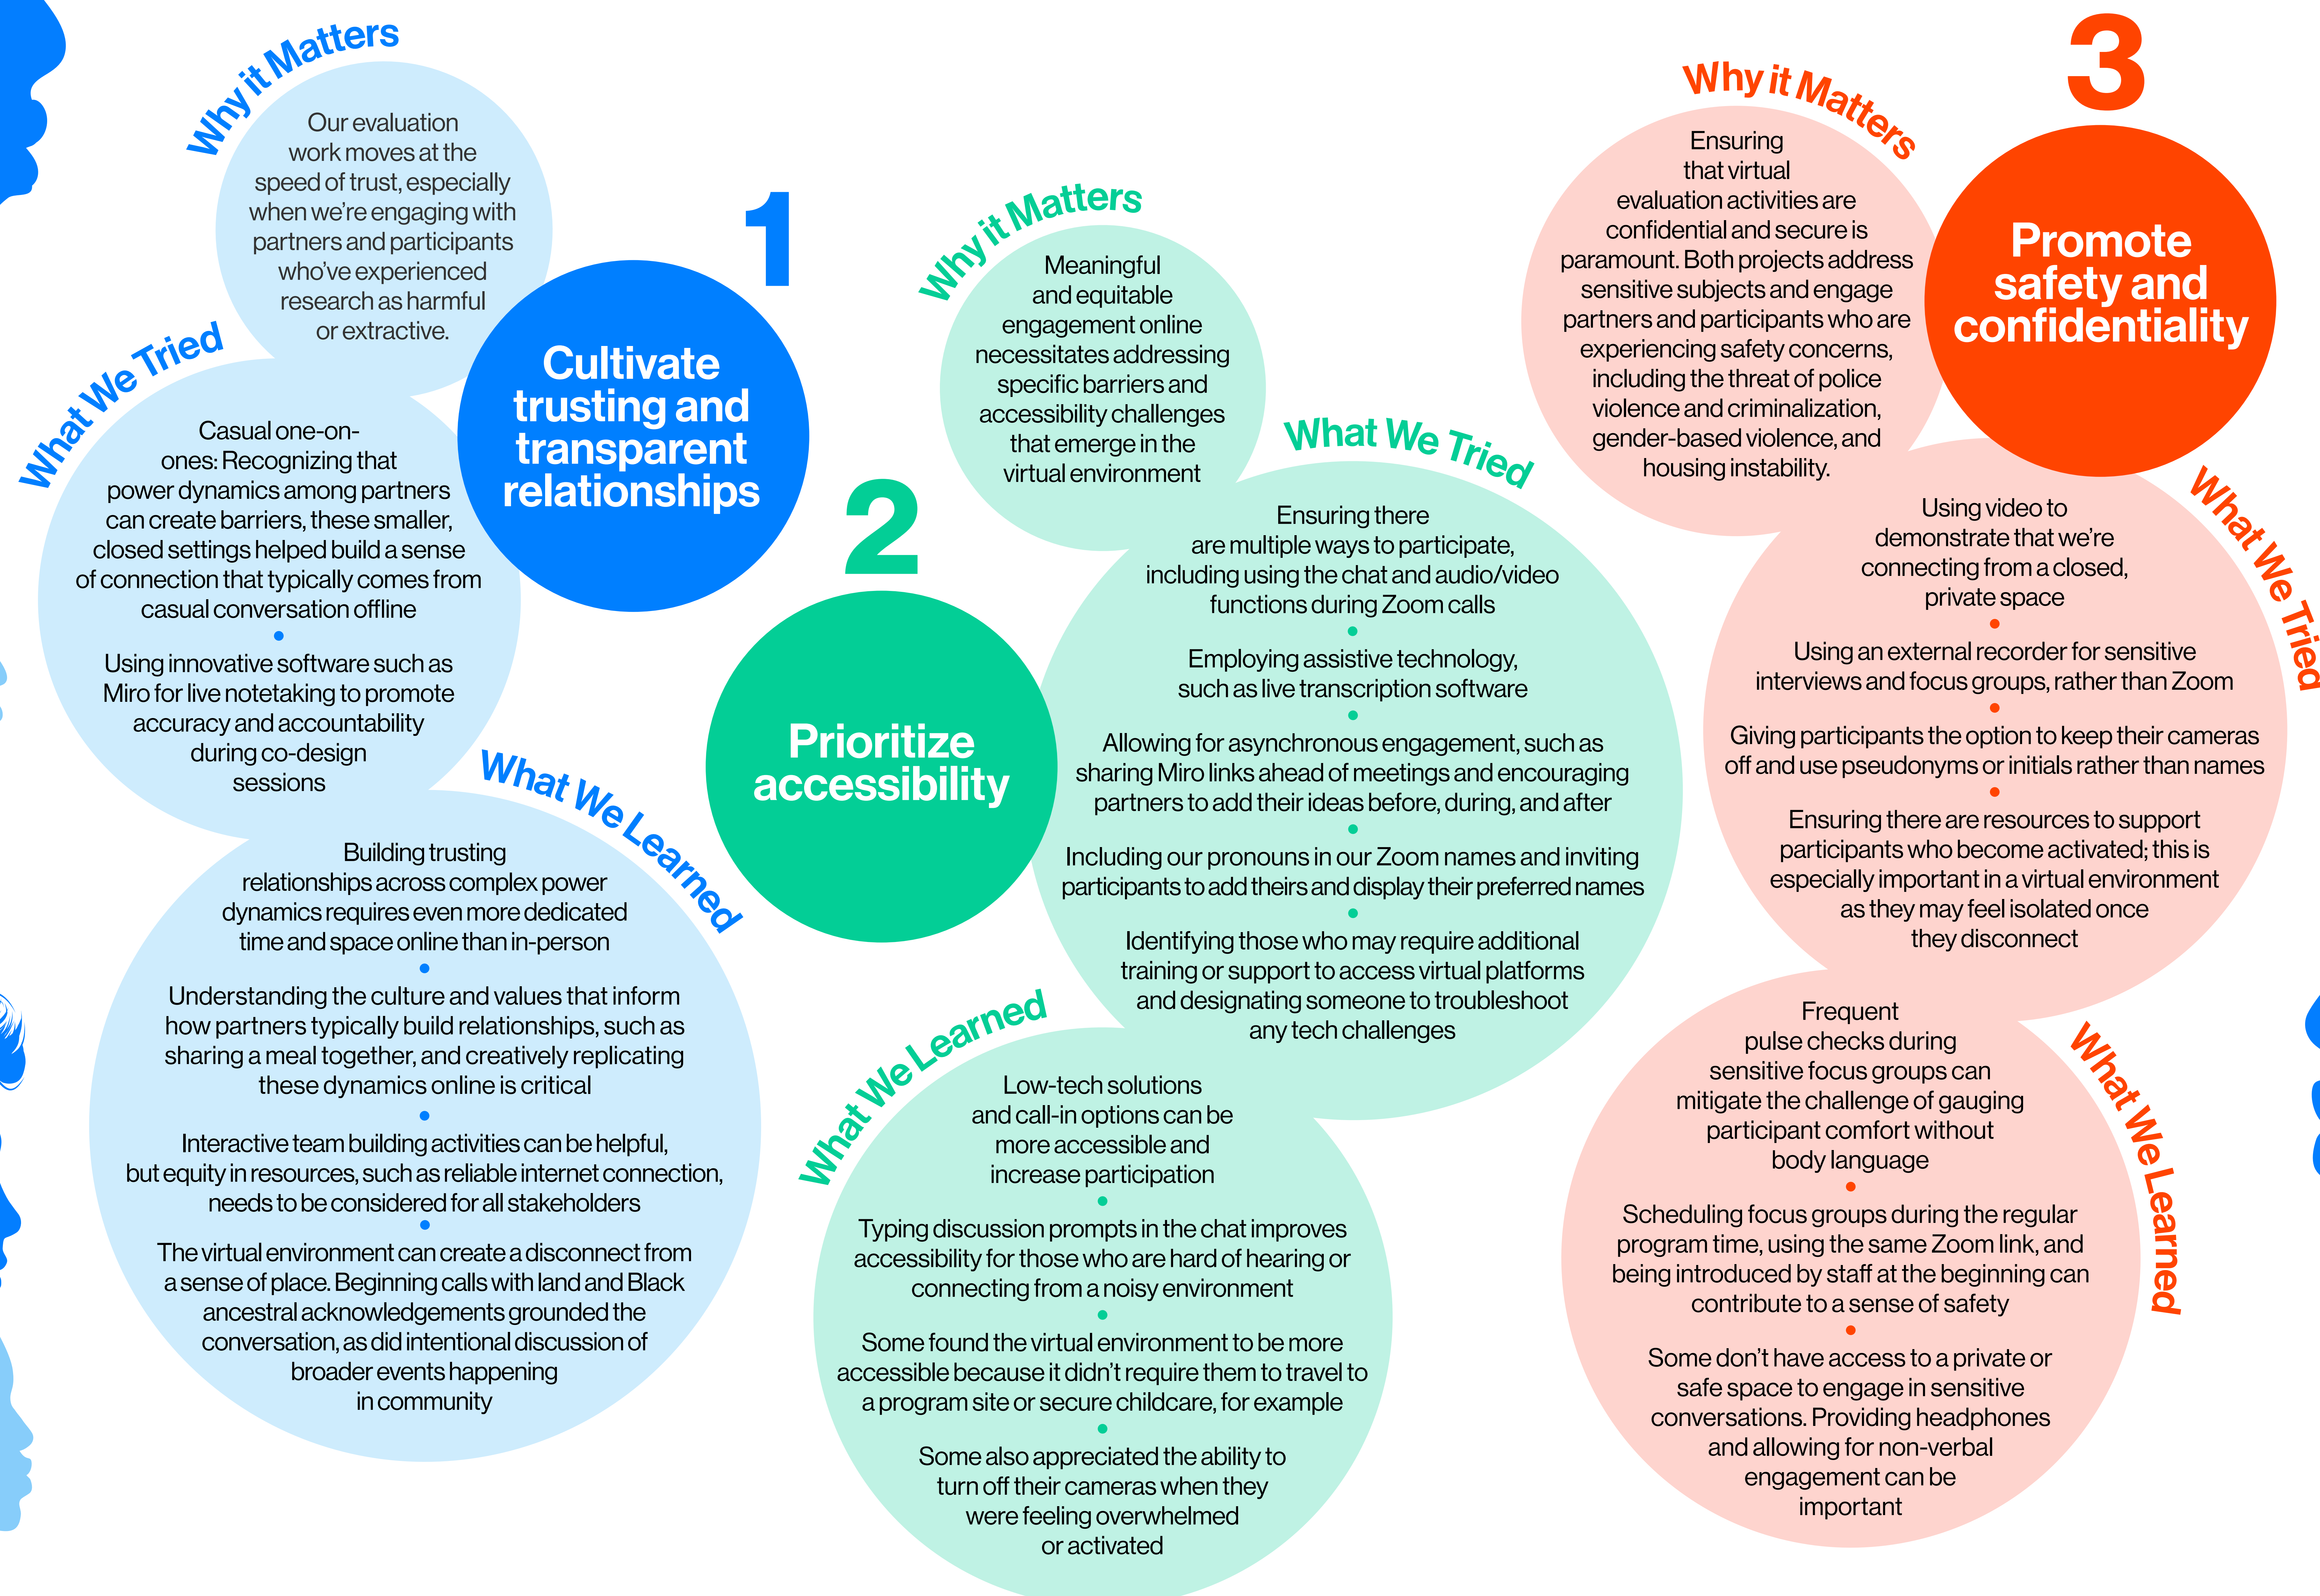 1
Cultivate
trusting and
transparent
relationships
Why it Matters
Our evaluation
work moves at the
speed of trust, especially
when we’re engaging with
partners and participants
who’ve experienced
research as harmful
or extractive.
What We Tried
Casual one-on-
ones: Recognizing that
power dynamics among partners
can create barriers, these smaller,
closed settings helped build a sense
of connection that typically comes from
casual conversation offline
Using innovative software such as
Miro for live notetaking to promote
accuracy and accountability
during co-design
sessions
What We Learned
Building trusting
relationships across complex power
dynamics requires even more dedicated
time and space online than in-person
Understanding the culture and values that inform
how partners typically build relationships, such as
sharing a meal together, and creatively replicating
these dynamics online is critical
Interactive team building activities can be helpful,
but equity in resources, such as reliable internet connection,
needs to be considered for all stakeholders
The virtual environment can create a disconnect from
a sense of place. Beginning calls with land and Black
ancestral acknowledgements grounded the
conversation, as did intentional discussion of
broader events happening
in community
2
Prioritize
accessibility
Why it Matters
Meaningful
and equitable
engagement online
necessitates addressing
specific barriers and
accessibility challenges
that emerge in the
virtual environment
What We Tried
Ensuring there
are multiple ways to participate,
including using the chat and audio/video
functions during Zoom calls
Employing assistive technology,
such as live transcription software
Allowing for asynchronous engagement, such as
sharing Miro links ahead of meetings and encouraging
partners to add their ideas before, during, and after
Including our pronouns in our Zoom names and inviting
participants to add theirs and display their preferred names
Identifying those who may require additional
training or support to access virtual platforms
and designating someone to troubleshoot
any tech challenges
What We Learned
Low-tech solutions
and call-in options can be
more accessible and
increase participation
Typing discussion prompts in the chat improves
accessibility for those who are hard of hearing or
connecting from a noisy environment
Some found the virtual environment to be more
accessible because it didn’t require them to travel to
a program site or secure childcare, for example
Some also appreciated the ability to
turn off their cameras when they
were feeling overwhelmed
or activated
3
Promote
safety and
confidentiality
Why it Matters
Ensuring
that virtual
evaluation activities are
confidential and secure is
paramount. Both projects address
sensitive subjects and engage
partners and participants who are
experiencing safety concerns,
including the threat of police
violence and criminalization,
gender-based violence, and
housing instability.
What We Tried
Using video to
demonstrate that we’re
connecting from a closed,
private space
Using an external recorder for sensitive
interviews and focus groups, rather than Zoom
Giving participants the option to keep their cameras
off and use pseudonyms or initials rather than names
Ensuring there are resources to support
participants who become activated; this is
especially important in a virtual environment
as they may feel isolated once
they disconnect
What We Learned
Frequent
pulse checks during
sensitive focus groups can
mitigate the challenge of gauging
participant comfort without
body language
Scheduling focus groups during the regular
program time, using the same Zoom link, and
being introduced by staff at the beginning can
contribute to a sense of safety
Some don’t have access to a private or
safe space to engage in sensitive
conversations. Providing headphones
and allowing for non-verbal
engagement can be
important